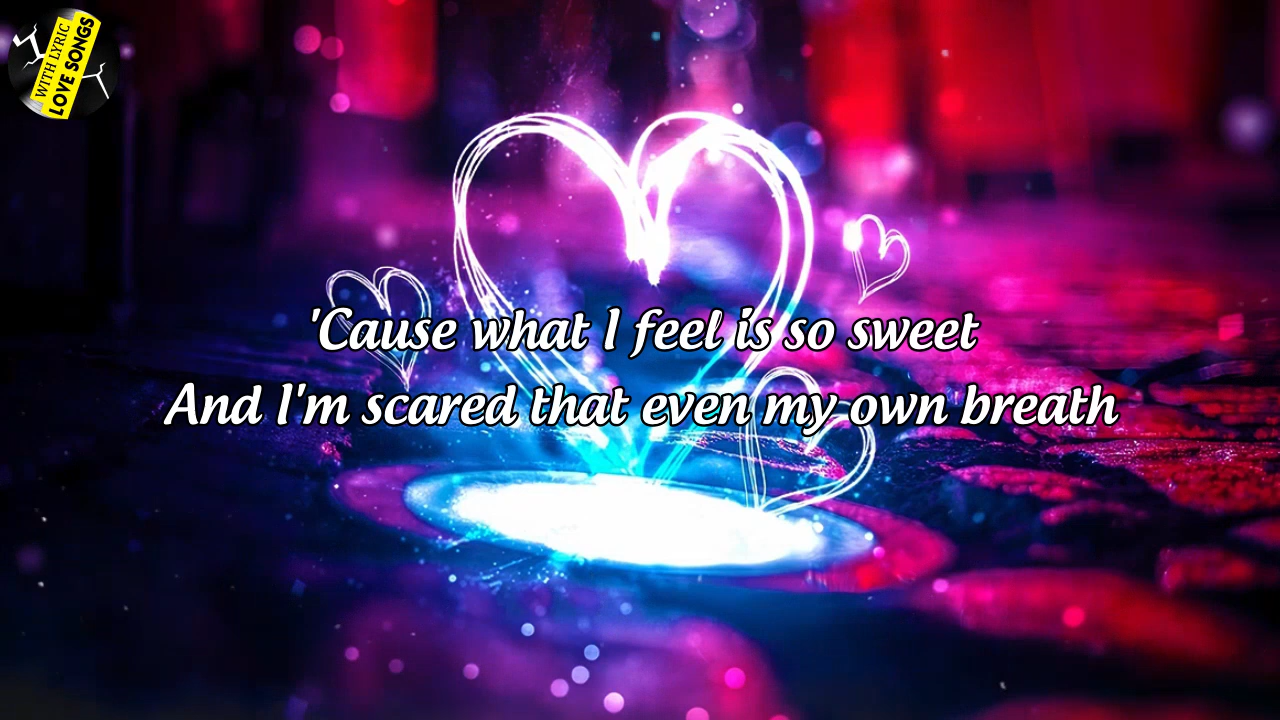 WITH LYRIC
LOVE SONGS
'Cause what I feel is so sweet
And I'm scared that even my own breath